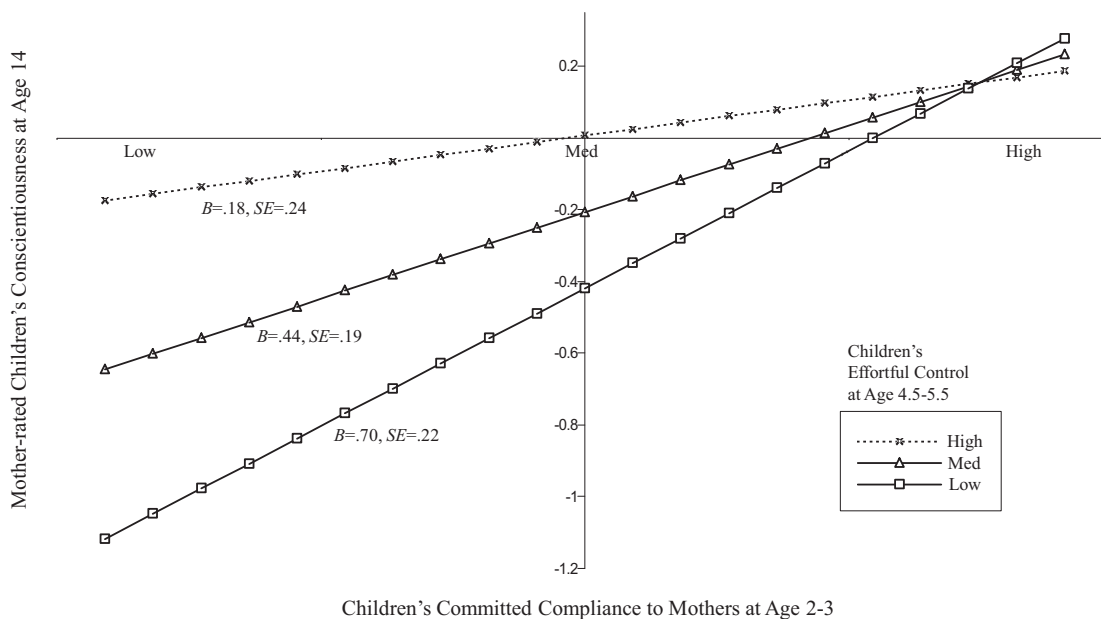 Mother-rated Children’s Conscientiousness at Age 14
0.2
Low
Med
High
-0.2
B=.18, SE=.24
-0.4
B=.44, SE=.19
-0.6
Children’s
Effortful Control
at Age 4.5-5.5
-0.8
B=.70, SE=.22
High
Med
Low
-1
-1.2
Children’s Committed Compliance to Mothers at Age 2-3